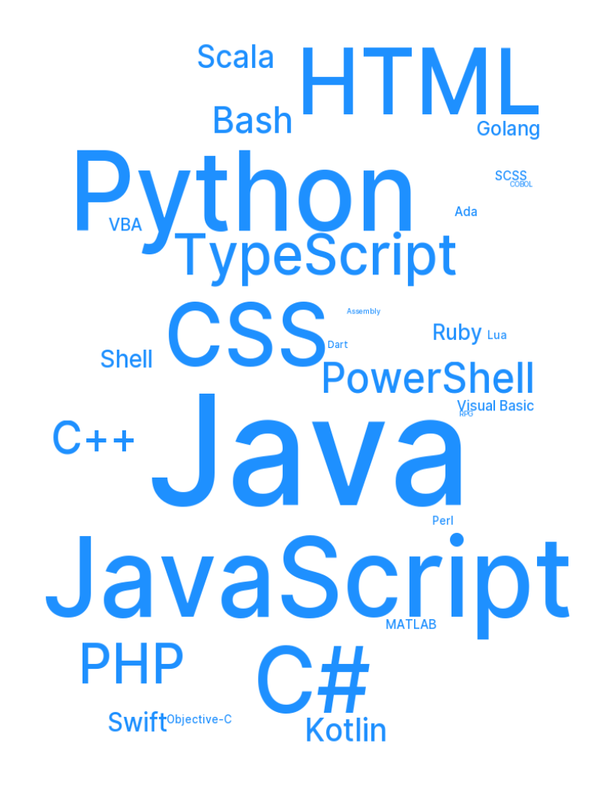 Scala
HTML
Bash
Golang
Python
SCSS
COBOL
Ada
VBA
TypeScript
Assembly
CSS
Ruby
Lua
Dart
Shell
PowerShell
Visual Basic
RPG
C++
Java
Perl
JavaScript
MATLAB
PHP
C#
Swift
Objective-C
Kotlin